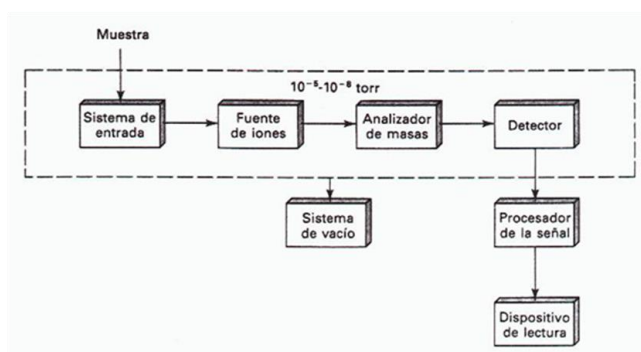 Muestra
10⁻⁵-10⁻⁸ torr
Sistema de
entrada
Fuente
de iones
Analizador
de masas
Detector
Sistema
de vacío
Procesador
de la señal
Dispositivo
de lectura